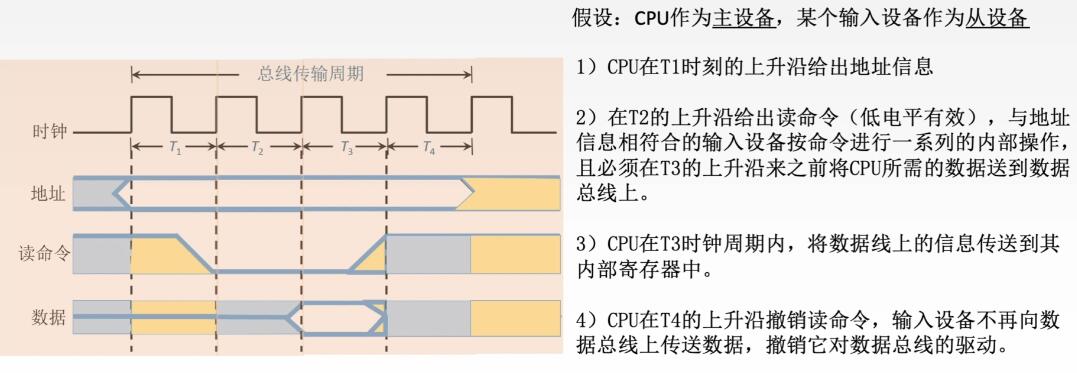 假设：CPU作为主设备，某个输入设备作为从设备
总线传输周期
时钟
T1
T2
T3
T4
地址
读命令
数据
1）CPU在T1时刻的上升沿给出地址信息
2）在T2的上升沿给出读命令（低电平有效），与地址
信息相符合的输入设备按命令进行一系列的内部操作，
且必须在T3的上升沿来之前将CPU所需的数据送到数据
总线上。
3）CPU在T3时钟周期内，将数据线上的信息传送到其
内部寄存器中。
4）CPU在T4的上升沿撤销读命令，输入设备不再向数
据总线上传送数据，撤销它对数据总线的驱动。